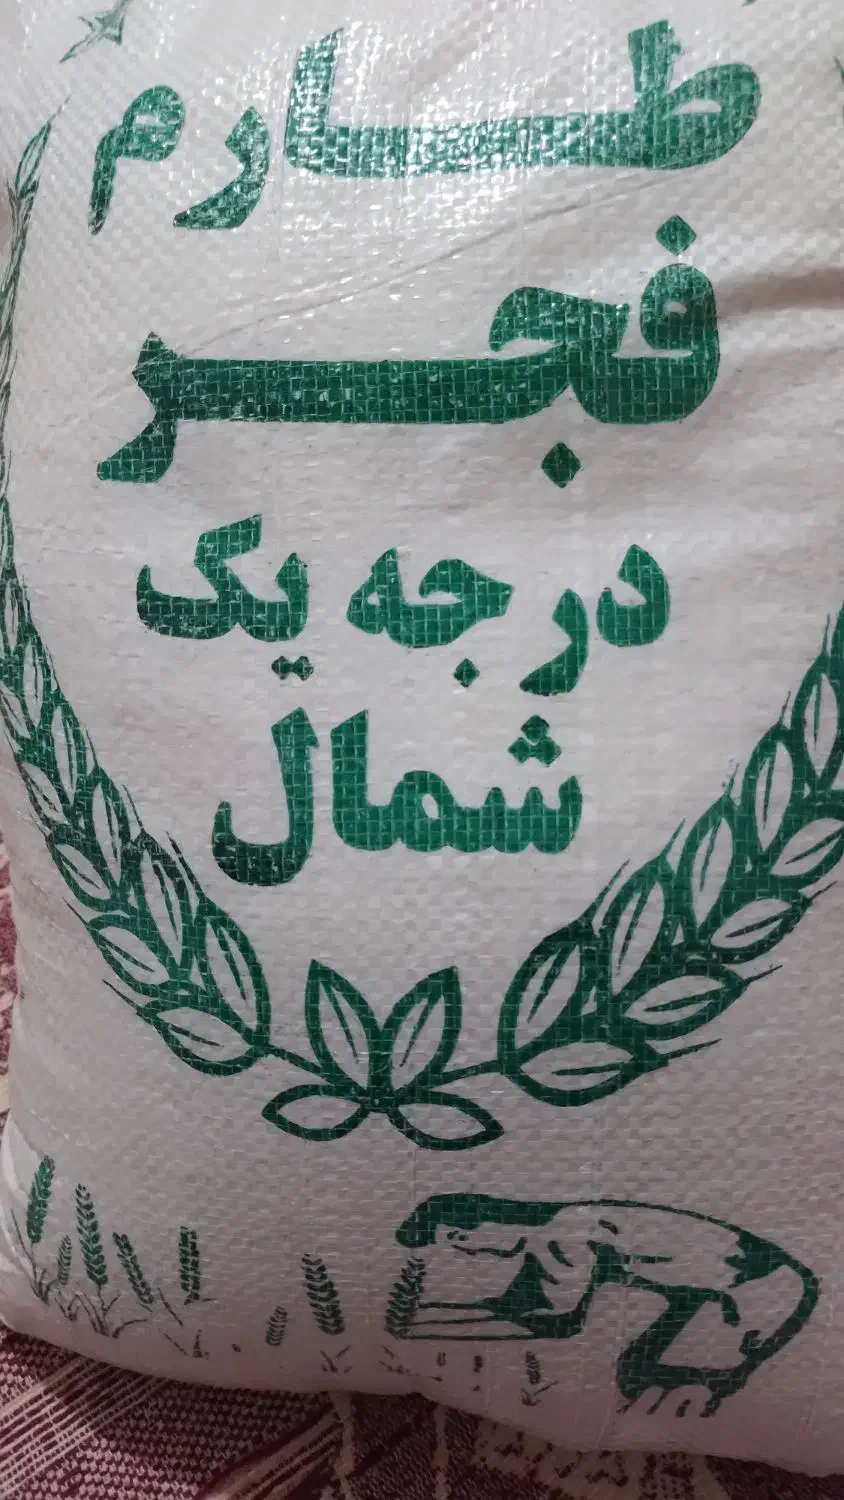 طارم
فجر
درجه یک
شمال